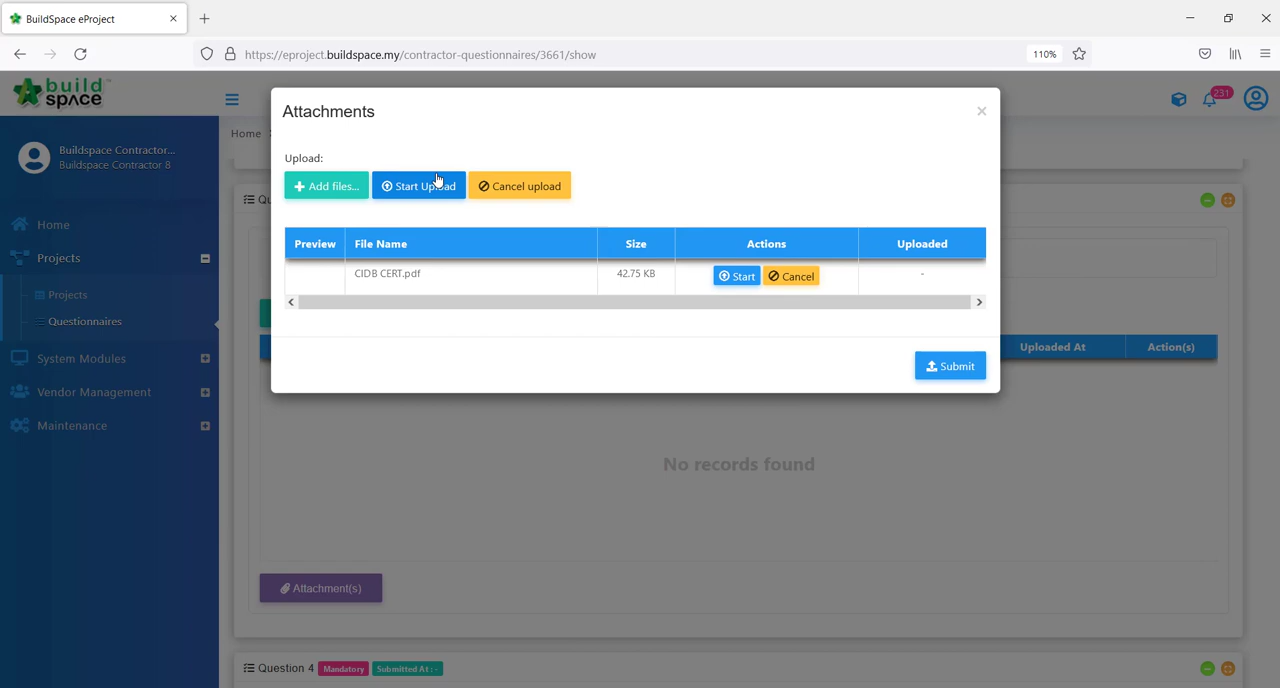 BuildSpace eProject
https://eproject.buildspace.my/contractor-questionnaires/3661/show
110%
build space™
231
Buildspace Contractor...
Buildspace Contractor 8
Home
Projects
Projects
Questionnaires
System Modules
Vendor Management
Maintenance
Home
Attachments
Upload:
Add files...
Start Upload
Cancel upload
Preview File Name Size Actions Uploaded
CIDB CERT.pdf 42.75 KB Start Cancel -
Submit
Uploaded At Action(s)
No records found
Attachment(s)
Question 4 Mandatory Submitted At : -